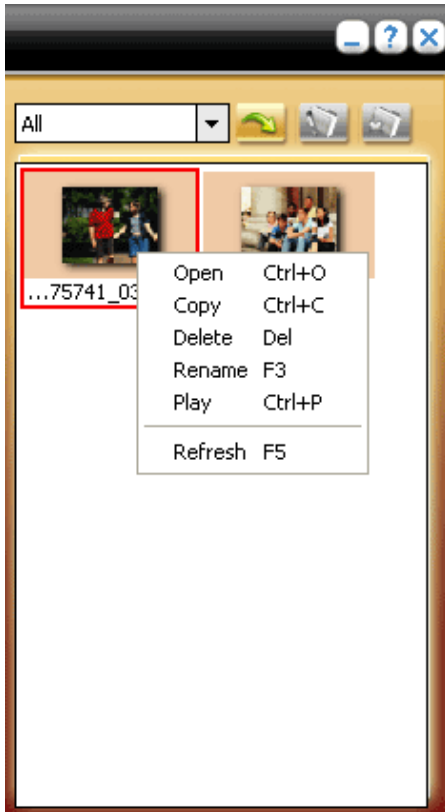 ?
All
...75741_03
Open Ctrl+O
Copy Ctrl+C
Delete Del
Rename F3
Play Ctrl+P
Refresh F5